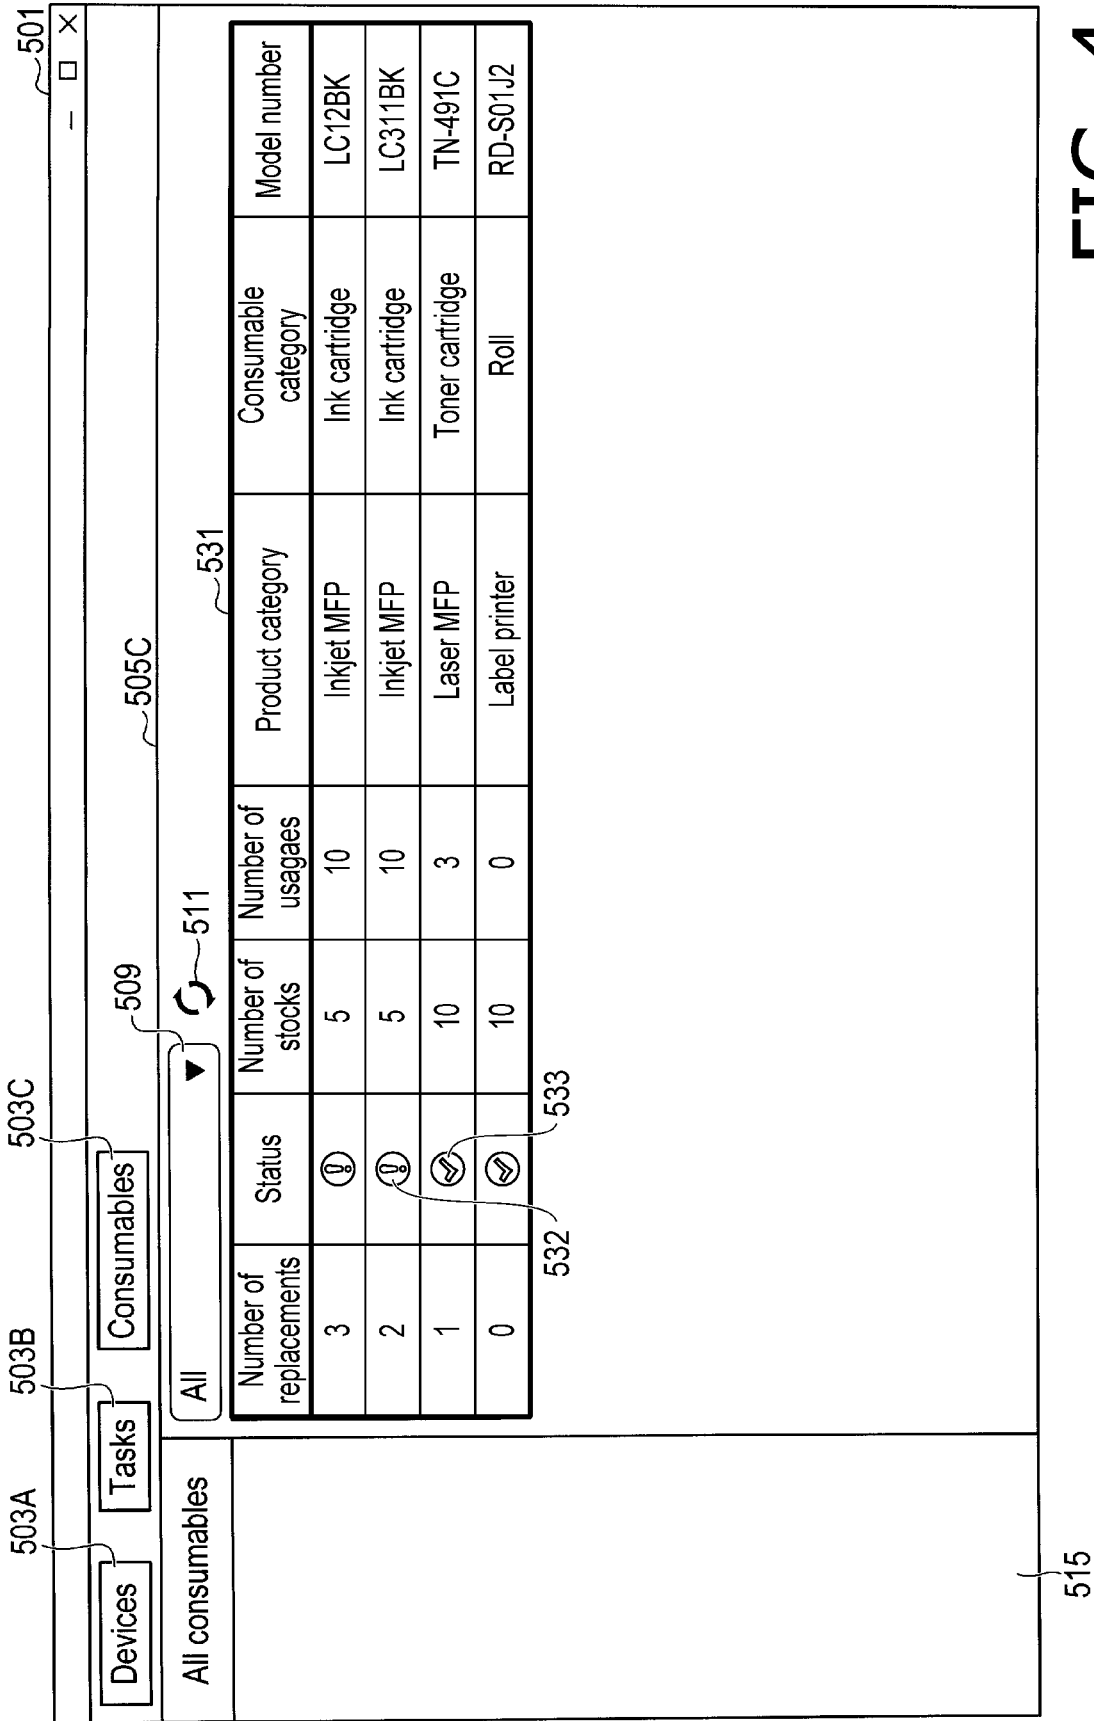 501
503A
503B
503C
Devices
Tasks
Consumables
505C
All consumables
All
509
511
531
Number of replacements
Status
Number of stocks
Number of usagaes
Product category
Consumable category
Model number
3
5
10
Inkjet MFP
Ink cartridge
LC12BK
2
5
10
Inkjet MFP
Ink cartridge
LC311BK
1
10
3
Laser MFP
Toner cartridge
TN-491C
0
10
0
Label printer
Roll
RD-S01J2
532
533
515